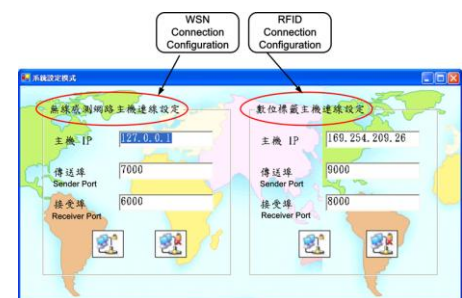 WSN
Connection
Configuration
RFID
Connection
Configuration
系統設定模式
無線感測網路主機連線設定
數位標籤主機連線設定
主機 IP
127.0.0.1
主機 IP
169.254.209.26
傳送埠
7000
Sender Port
傳送埠
9000
Sender Port
接受埠
6000
Receiver Port
接受埠
8000
Receiver Port